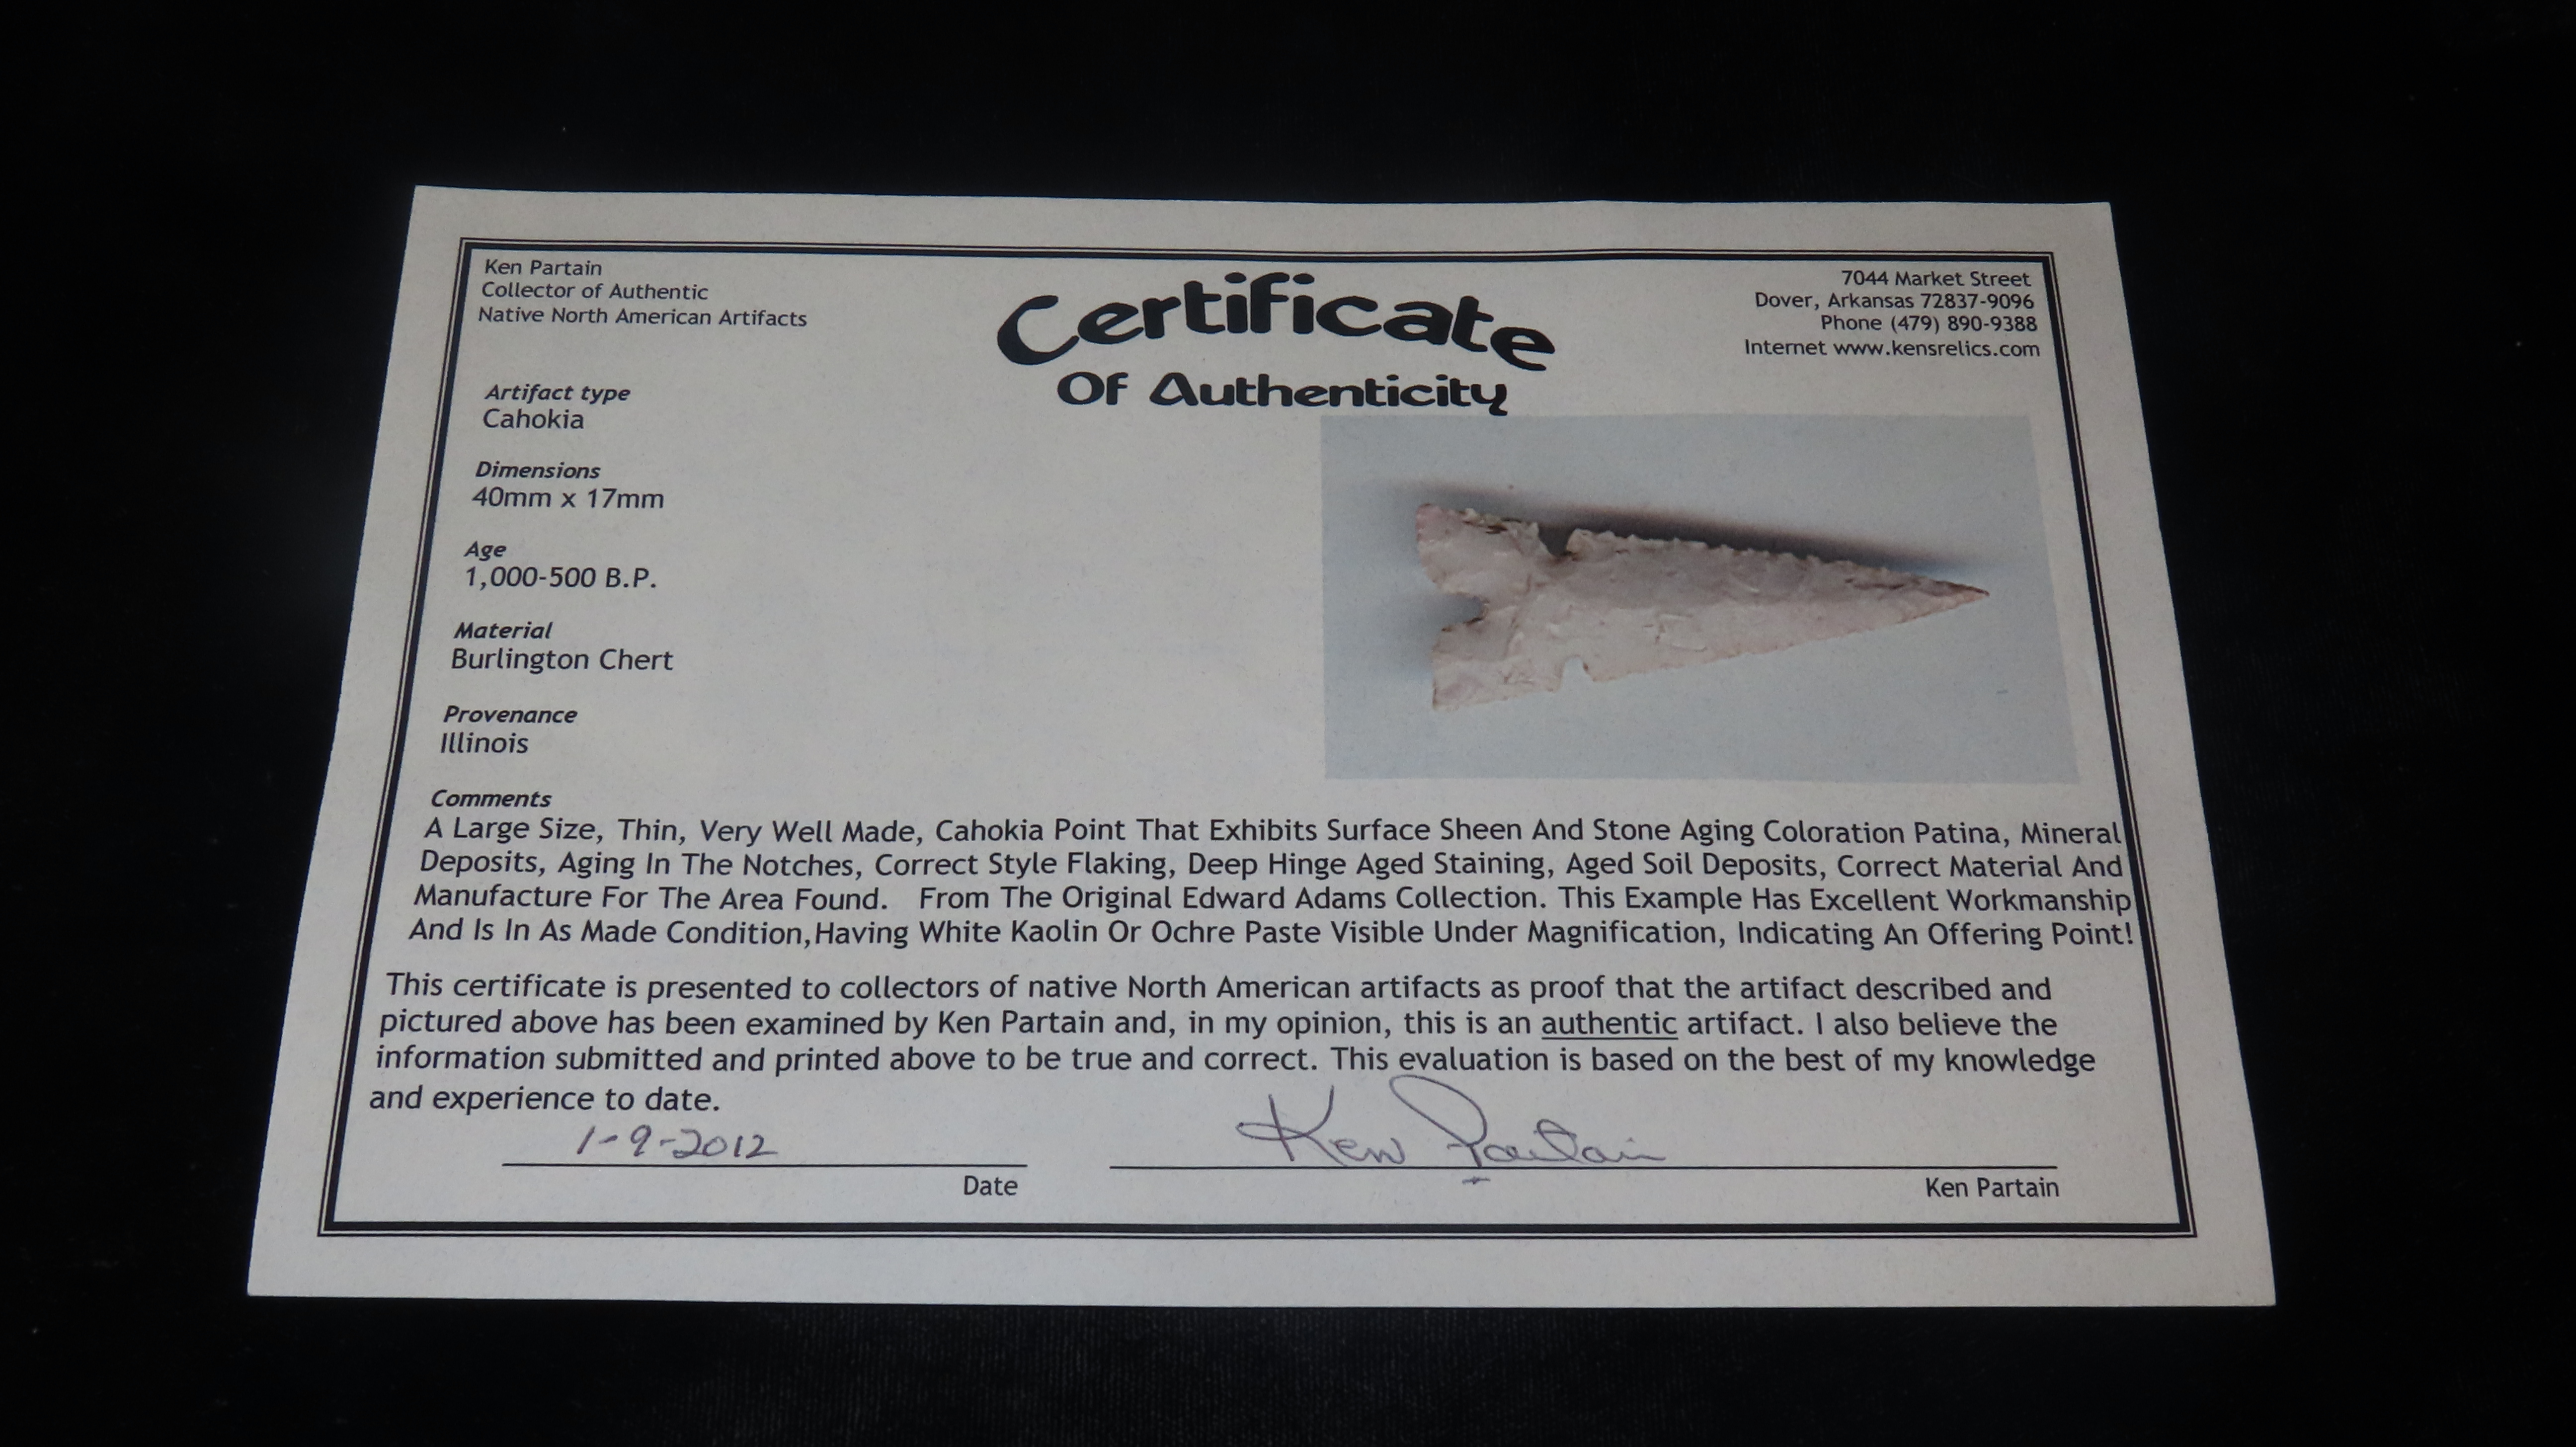 Ken Partain
Collector of Authentic
Native North American Artifacts
Certificate
Of Authenticity
7044 Market Street
Dover, Arkansas 72837-9096
Phone (479) 890-9388
Internet www.kensrelics.com
Artifact type
Cahokia
Dimensions
40mm x 17mm
Age
1,000-500 B.P.
Material
Burlington Chert
Provenance
Illinois
Comments
A Large Size, Thin, Very Well Made, Cahokia Point That Exhibits Surface Sheen And Stone Aging Coloration Patina, Mineral
Deposits, Aging In The Notches, Correct Style Flaking, Deep Hinge Aged Staining, Aged Soil Deposits, Correct Material And
Manufacture For The Area Found. From The Original Edward Adams Collection. This Example Has Excellent Workmanship
And Is In As Made Condition,Having White Kaolin Or Ochre Paste Visible Under Magnification, Indicating An Offering Point!
This certificate is presented to collectors of native North American artifacts as proof that the artifact described and
pictured above has been examined by Ken Partain and, in my opinion, this is an authentic artifact. I also believe the
information submitted and printed above to be true and correct. This evaluation is based on the best of my knowledge
and experience to date.
1-9-2012
Ken Partain
Date
Ken Partain